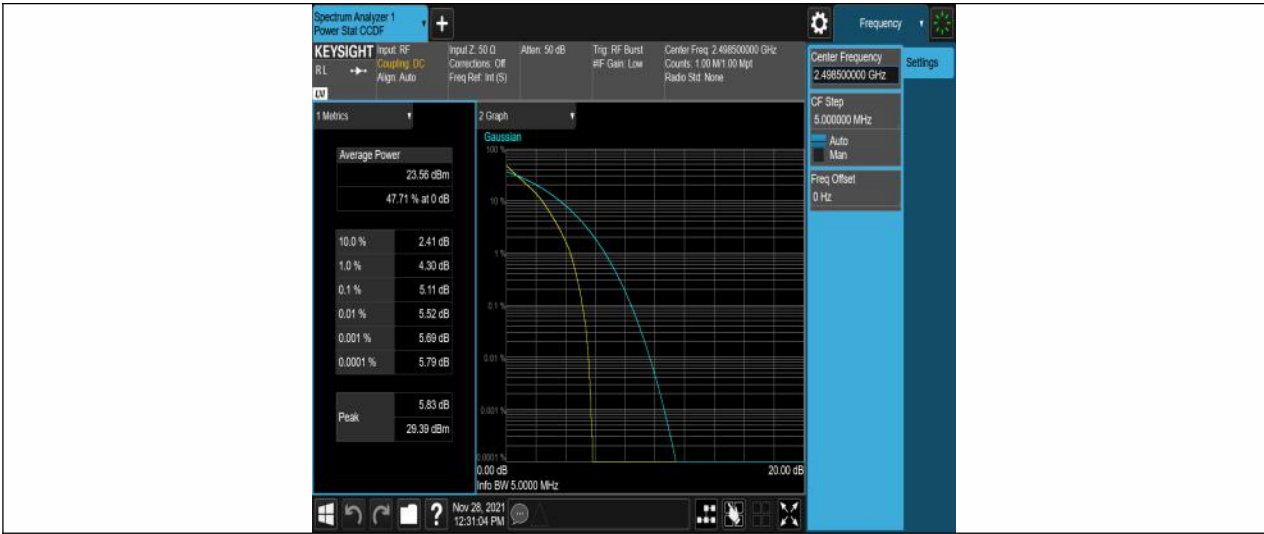 Spectrum Analyzer 1
Power Stat CCDF
Frequency
KEYSIGHT
Input: RF
Coupling: DC
Align: Auto
Input Z: 50 Ω
Corrections: Off
Freq Ref: Int (S)
Atten: 50 dB
Trig: RF Burst
#IF Gain: Low
Center Freq: 2.498500000 GHz
Counts: 1.00 M/1.00 Mpt
Radio Std: None
R L
LXI
Center Frequency
2.498500000 GHz
Settings
CF Step
5.000000 MHz
Auto
Man
Freq Offset
0 Hz
1 Metrics
Average Power
23.56 dBm
47.71 % at 0 dB
10.0 % 2.41 dB
1.0 % 4.30 dB
0.1 % 5.11 dB
0.01 % 5.52 dB
0.001 % 5.69 dB
0.0001 % 5.79 dB
Peak
5.83 dB
29.39 dBm
2 Graph
Gaussian
100 %
10 %
1 %
0.1 %
0.01 %
0.001 %
0.0001 %
0.00 dB 20.00 dB
Info BW 5.0000 MHz
?
Nov 28, 2021
12:31:04 PM